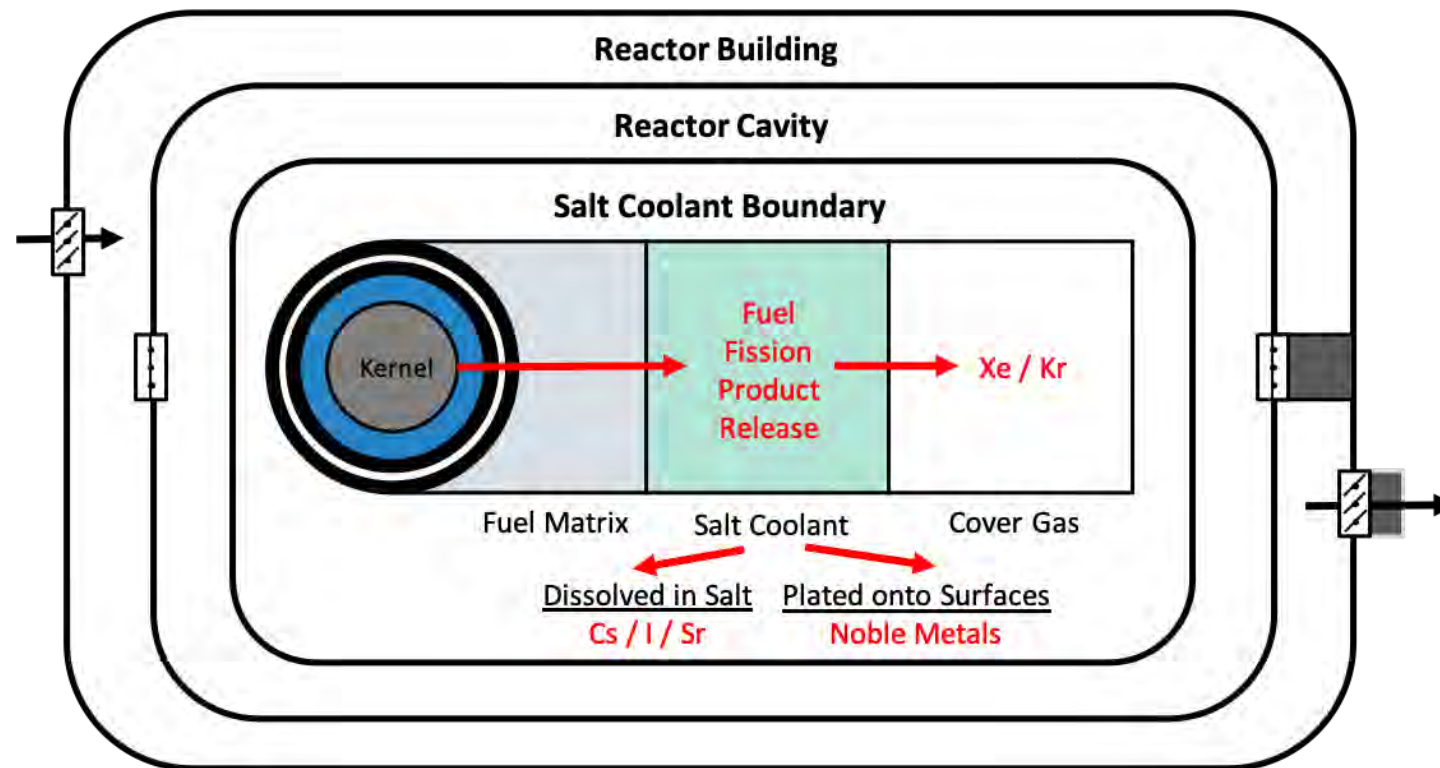 Reactor Building
Reactor Cavity
Salt Coolant Boundary
Kernel
Fuel
Fission
Product
Release
Xe / Kr
Fuel Matrix
Salt Coolant
Cover Gas
Dissolved in Salt
Cs / I / Sr
Plated onto Surfaces
Noble Metals